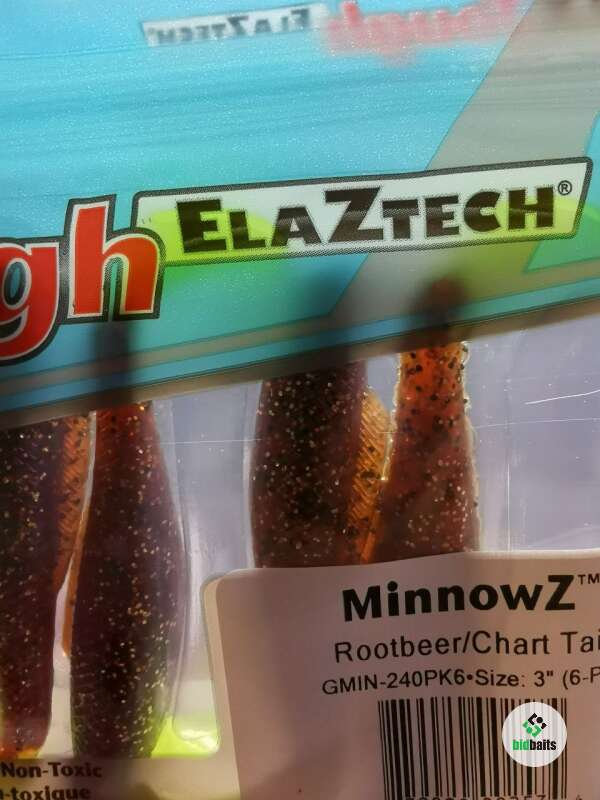 ELAZTECH
gh ELAZTECH®
MinnowZ™
Rootbeer/Chart Tai
GMIN-240PK6•Size: 3" (6-P
bidbaits
Non-Toxic
-toxique